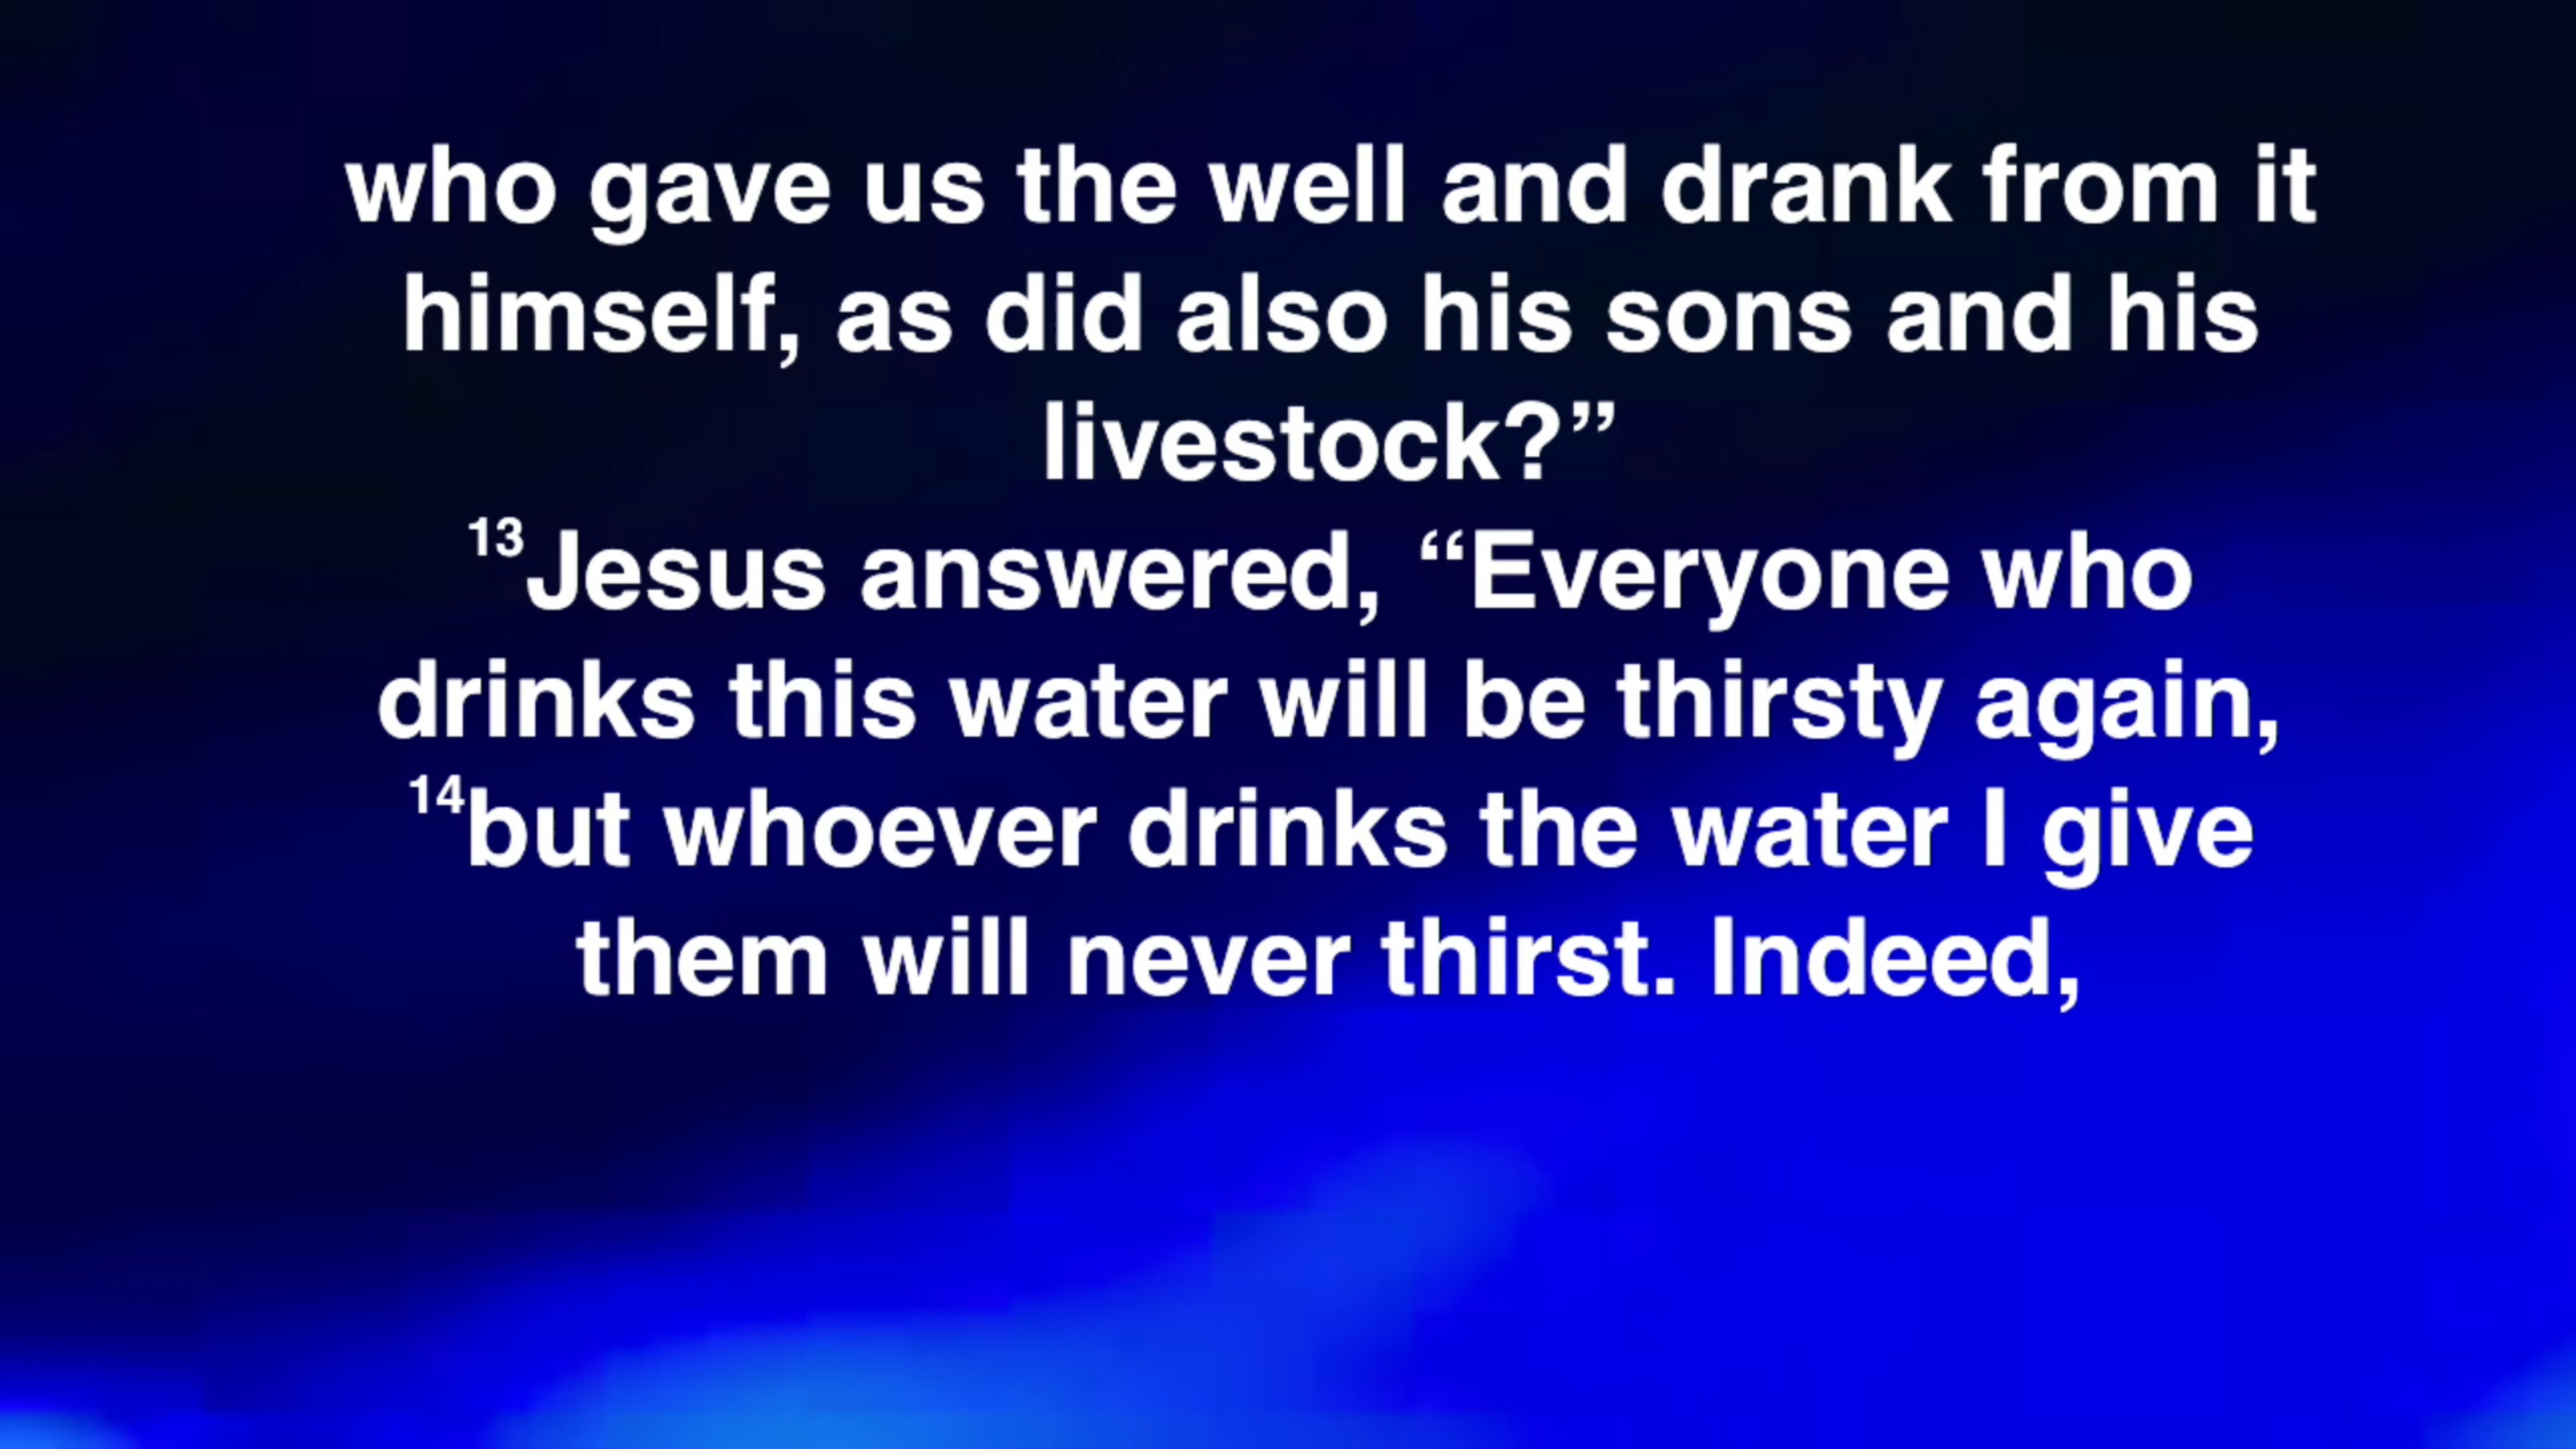 who gave us the well and drank from it
himself, as did also his sons and his
livestock?”
13Jesus answered, “Everyone who
drinks this water will be thirsty again,
14but whoever drinks the water I give
them will never thirst. Indeed,